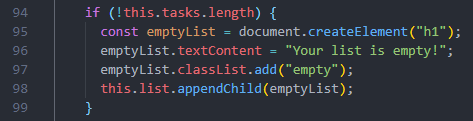 94 if (!this.tasks.length) {
95 const emptyList = document.createElement("h1");
96 emptyList.textContent = "Your list is empty!";
97 emptyList.classList.add("empty");
98 this.list.appendChild(emptyList);
99 }